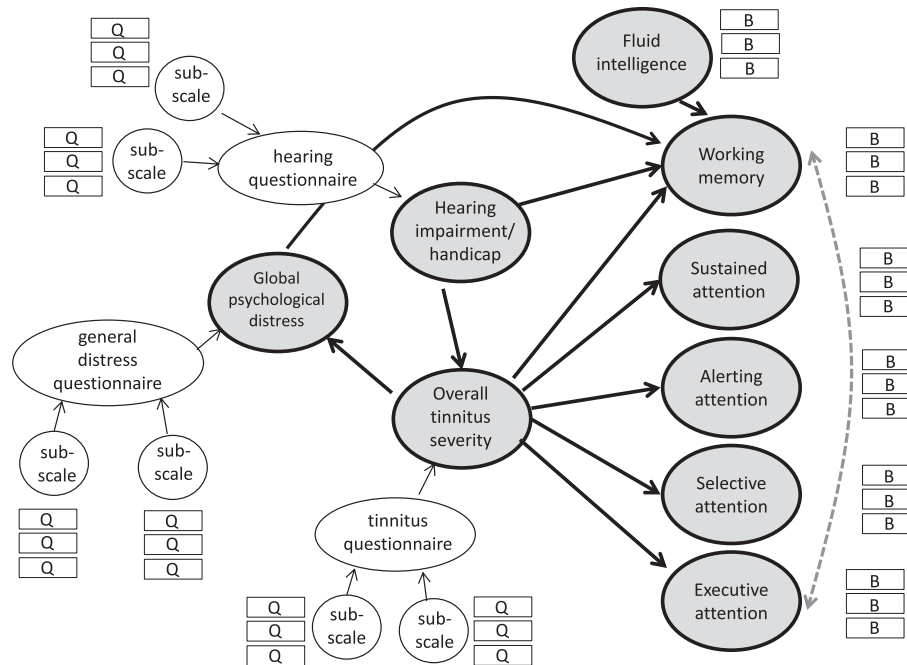 Q
Q
Q
sub-
scale
Q
Q
Q
sub-
scale
hearing
questionnaire
Fluid
intelligence
B
B
B
Working
memory
B
B
B
Hearing
impairment/
handicap
Global
psychological
distress
Sustained
attention
B
B
B
general
distress
questionnaire
Alerting
attention
B
B
B
Overall
tinnitus
severity
sub-
scale
sub-
scale
Selective
attention
B
B
B
Q
Q
Q
Q
Q
Q
tinnitus
questionnaire
Executive
attention
B
B
B
Q
Q
Q
sub-
scale
sub-
scale
Q
Q
Q